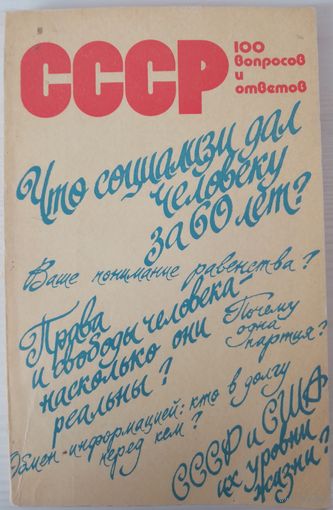 СССР
100
вопросов
и
ответов
Что социализм дал
человеку
за 60 лет?
Ваше понимание равенства?
Права
и свободы человека-
насколько они
реальны?
Почему
одна
партия?
Обмен-информацией: кто в долгу
перед кем?
СССР и США
их уровни
жизни?